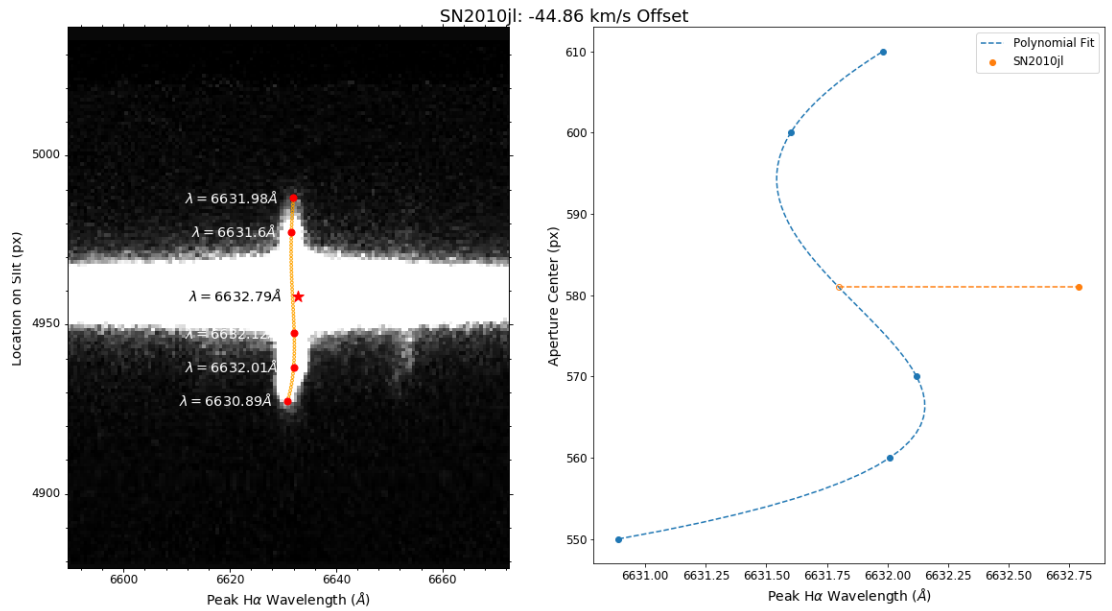 SN2010jl: -44.86 km/s Offset
Location on Slit (px)
5000
4950
4900
λ = 6631.98Å
λ = 6631.6Å
λ = 6632.79Å
λ = 6632.12Å
λ = 6632.01Å
λ = 6630.89Å
6600 6620 6640 6660
Peak Hα Wavelength (Å)
Aperture Center (px)
610
600
590
580
570
560
550
Polynomial Fit
SN2010jl
6631.00 6631.25 6631.50 6631.75 6632.00 6632.25 6632.50 6632.75
Peak Hα Wavelength (Å)